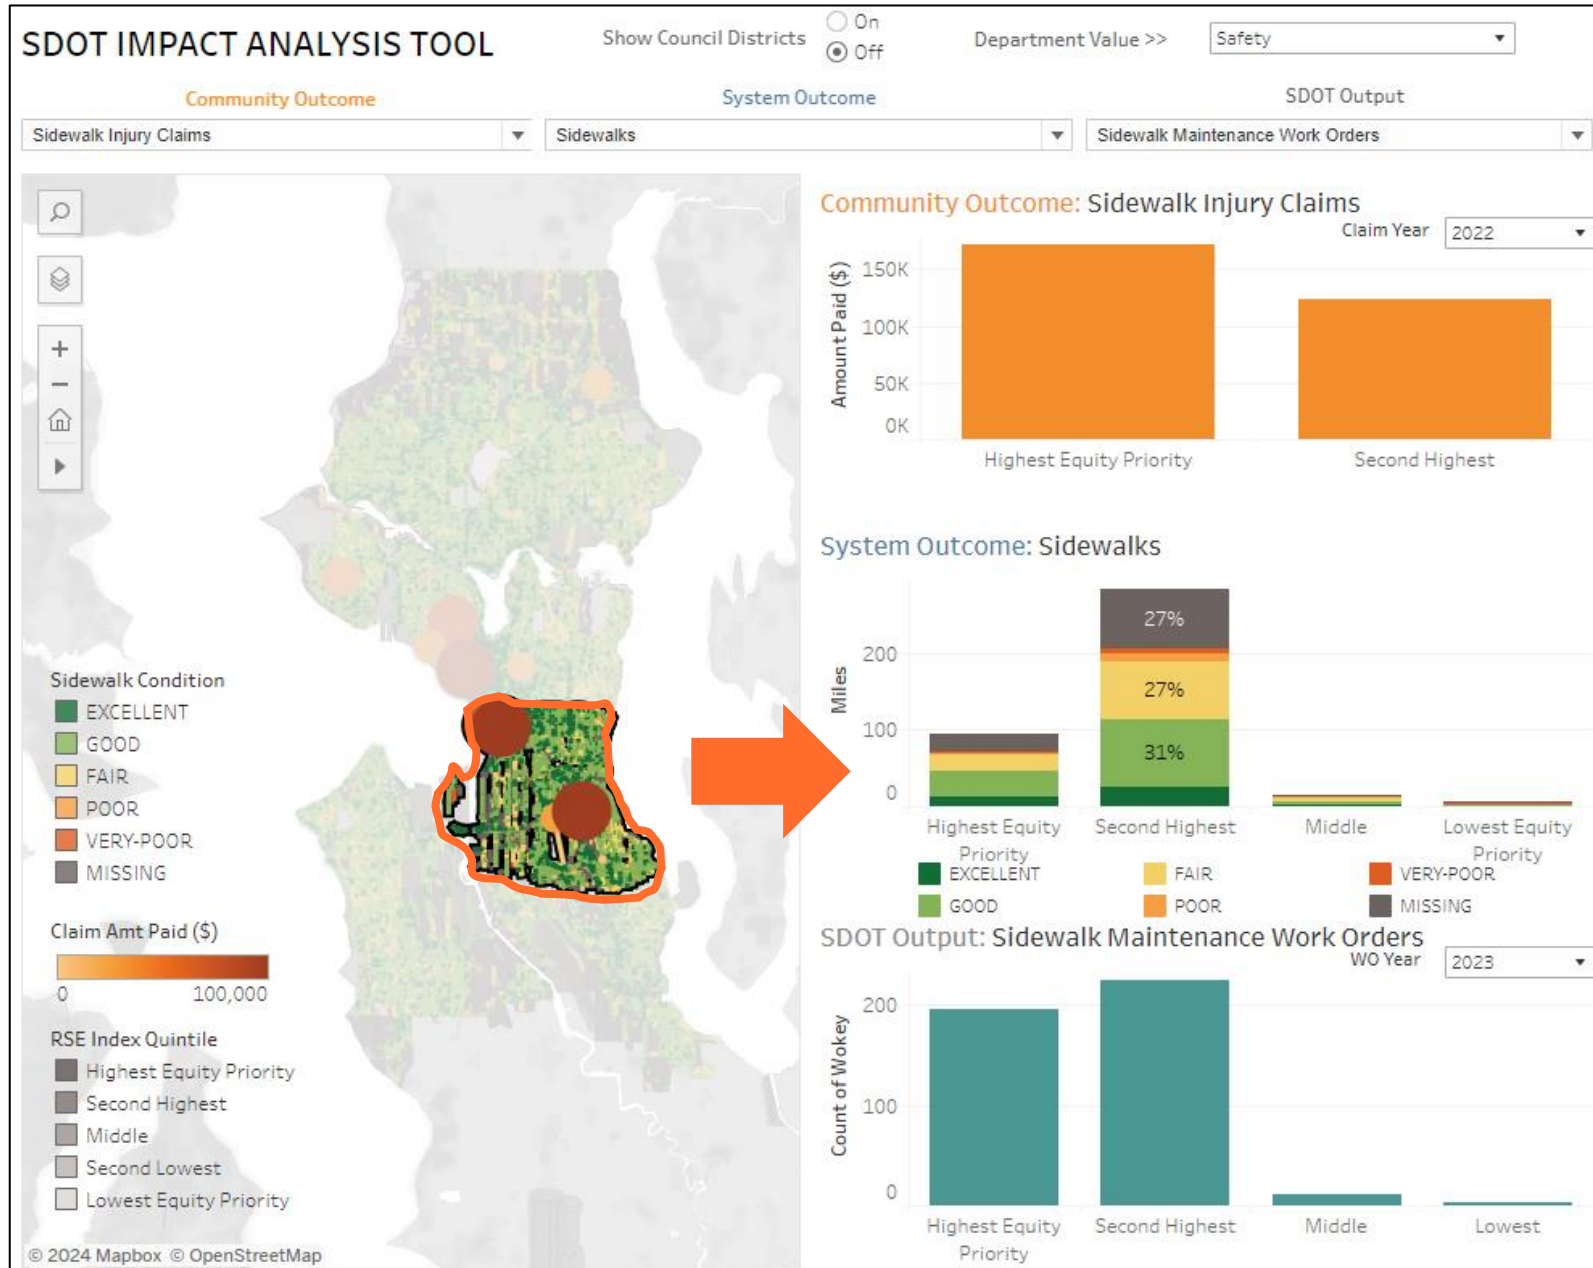 SDOT IMPACT ANALYSIS TOOL
Show Council Districts
On
Off
Department Value >>
Safety
Community Outcome
System Outcome
SDOT Output
Sidewalk Injury Claims
Sidewalks
Sidewalk Maintenance Work Orders
Sidewalk Condition
EXCELLENT
GOOD
FAIR
POOR
VERY-POOR
MISSING
Claim Amt Paid ($)
0 100,000
RSE Index Quintile
Highest Equity Priority
Second Highest
Middle
Second Lowest
Lowest Equity Priority
© 2024 Mapbox © OpenStreetMap
Community Outcome: Sidewalk Injury Claims
Claim Year
2022
Amount Paid ($)
150K
100K
50K
0K
Highest Equity Priority
Second Highest
System Outcome: Sidewalks
Miles
200
100
0
27%
27%
31%
Highest Equity
Priority
Second Highest
Middle
Lowest Equity
Priority
EXCELLENT
FAIR
VERY-POOR
GOOD
POOR
MISSING
SDOT Output: Sidewalk Maintenance Work Orders
WO Year
2023
Count of Wokey
200
100
0
Highest Equity
Priority
Second Highest
Middle
Lowest